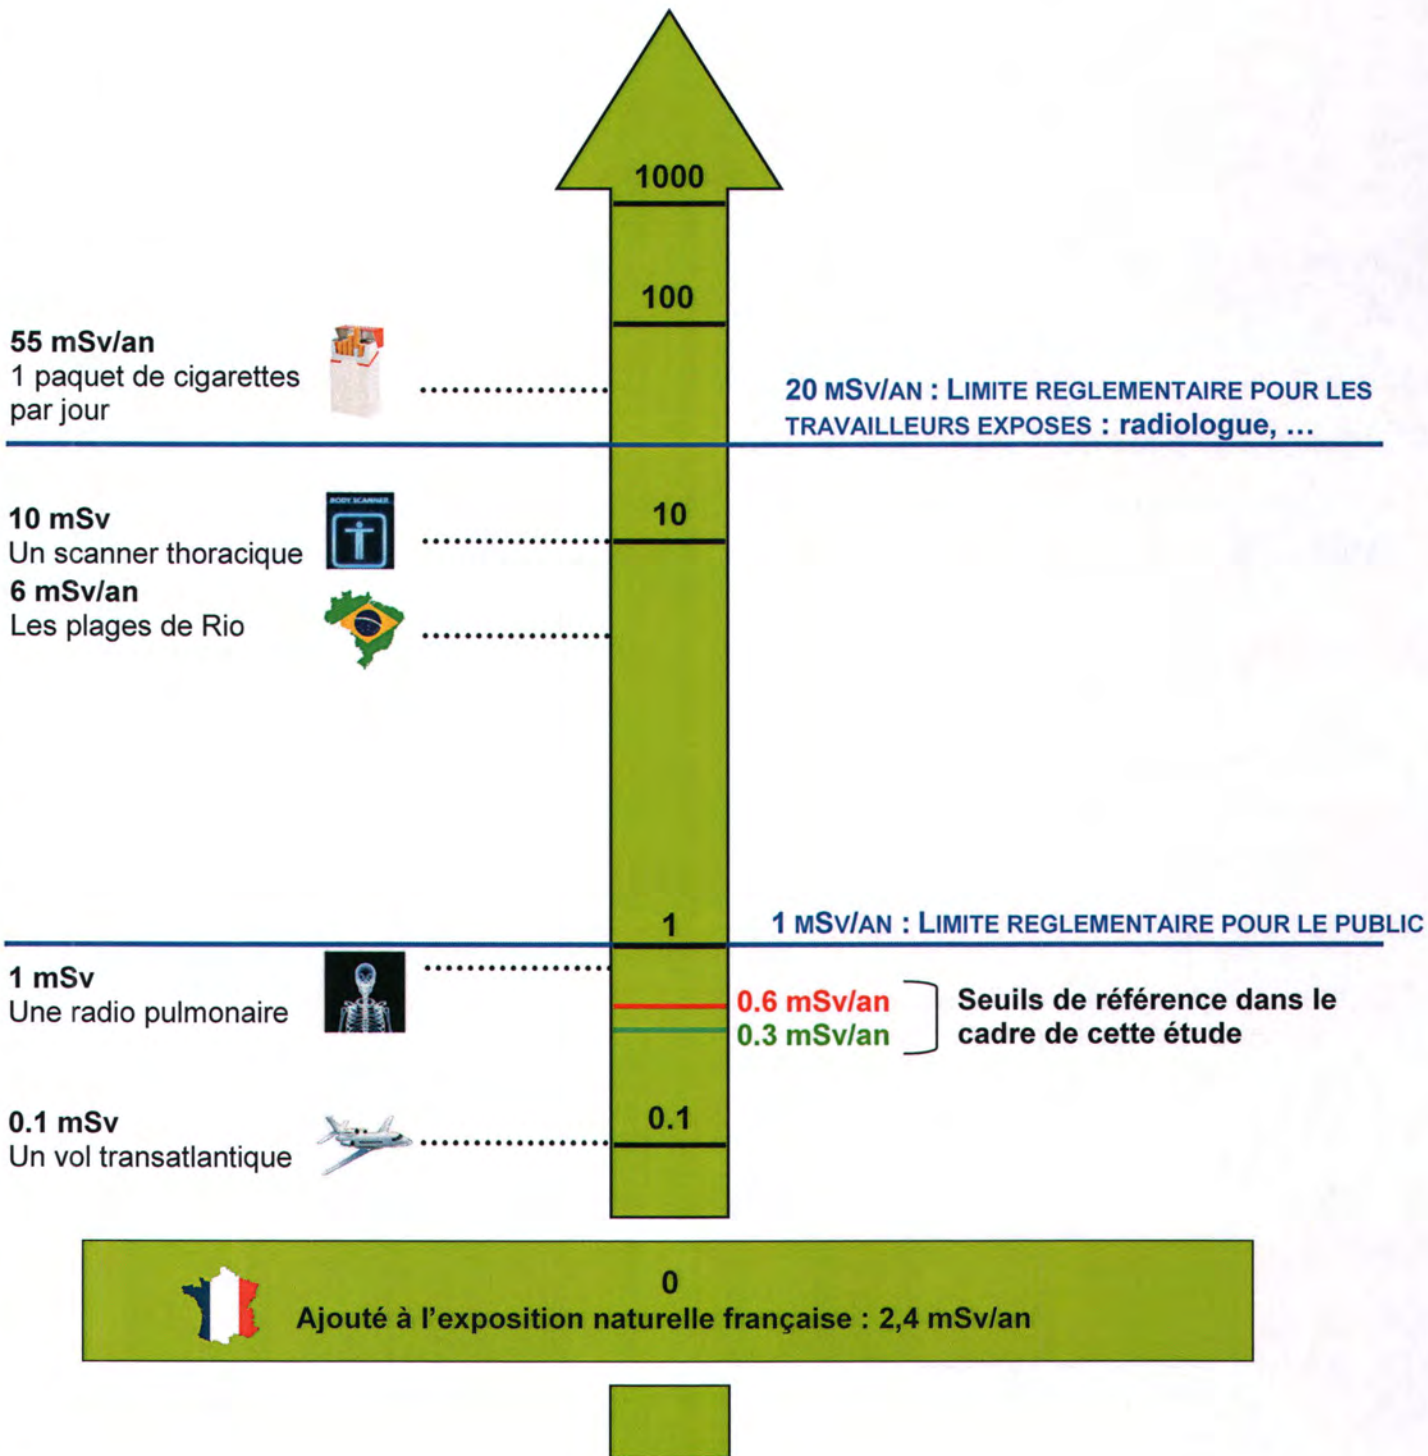 1000
100
55 mSv/an
1 paquet de cigarettes
par jour
20 MSV/AN : LIMITE REGLEMENTAIRE POUR LES
TRAVAILLEURS EXPOSES : radiologue, ...
BODY SCANNER
10 mSv
Un scanner thoracique
10
6 mSv/an
Les plages de Rio
1
1 MSV/AN : LIMITE REGLEMENTAIRE POUR LE PUBLIC
1 mSv
Une radio pulmonaire
0.6 mSv/an
0.3 mSv/an
Seuils de référence dans le
cadre de cette étude
0.1 mSv
Un vol transatlantique
0.1
0
Ajouté à l'exposition naturelle française : 2,4 mSv/an